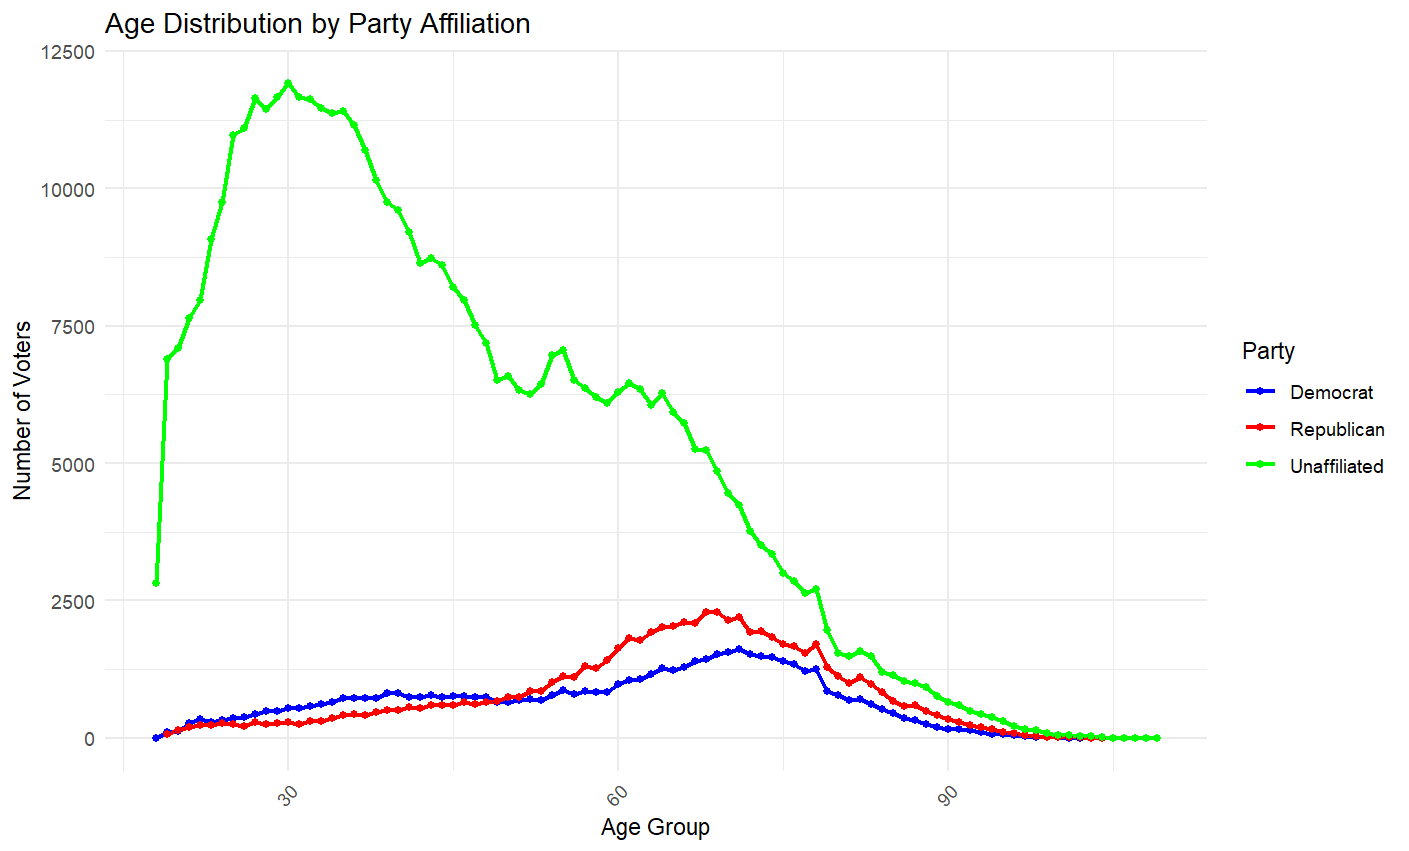 Age Distribution by Party Affiliation
12500
10000
7500
5000
2500
0
Number of Voters
30
60
90
Age Group
Party
Democrat
Republican
Unaffiliated